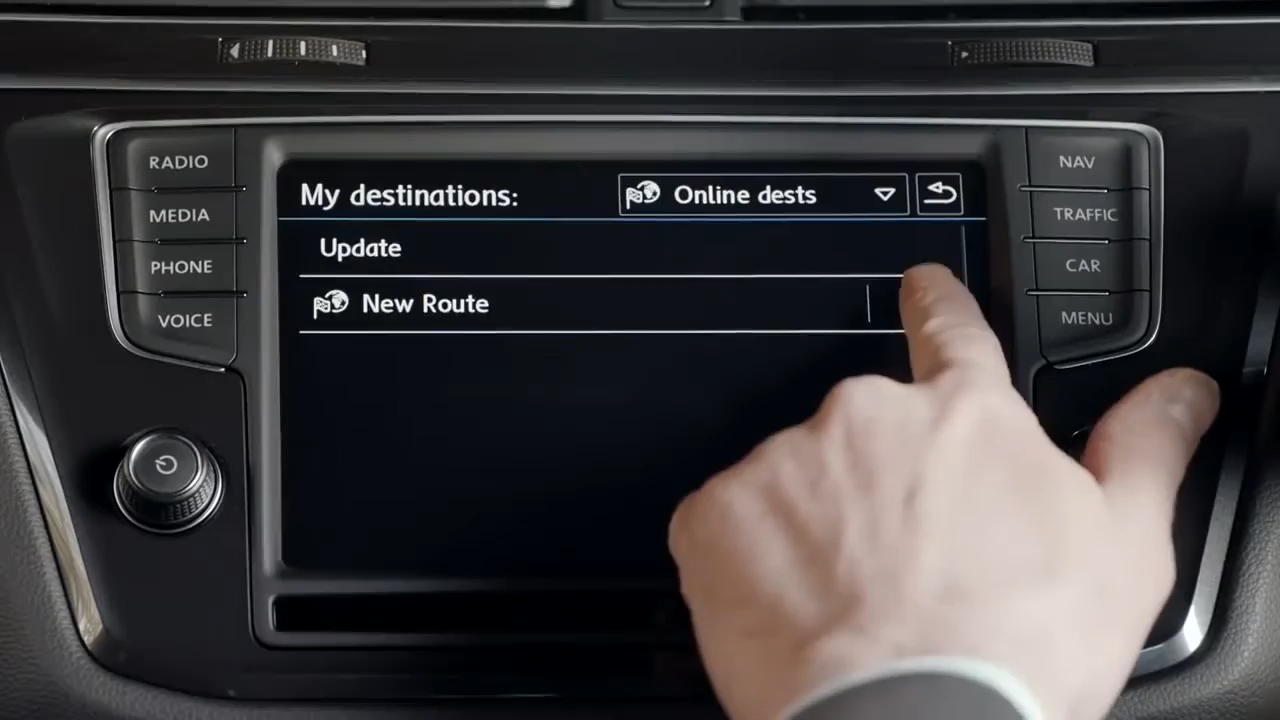 RADIO
MEDIA
PHONE
VOICE
My destinations:
Online dests
Update
New Route
NAV
TRAFFIC
CAR
MENU